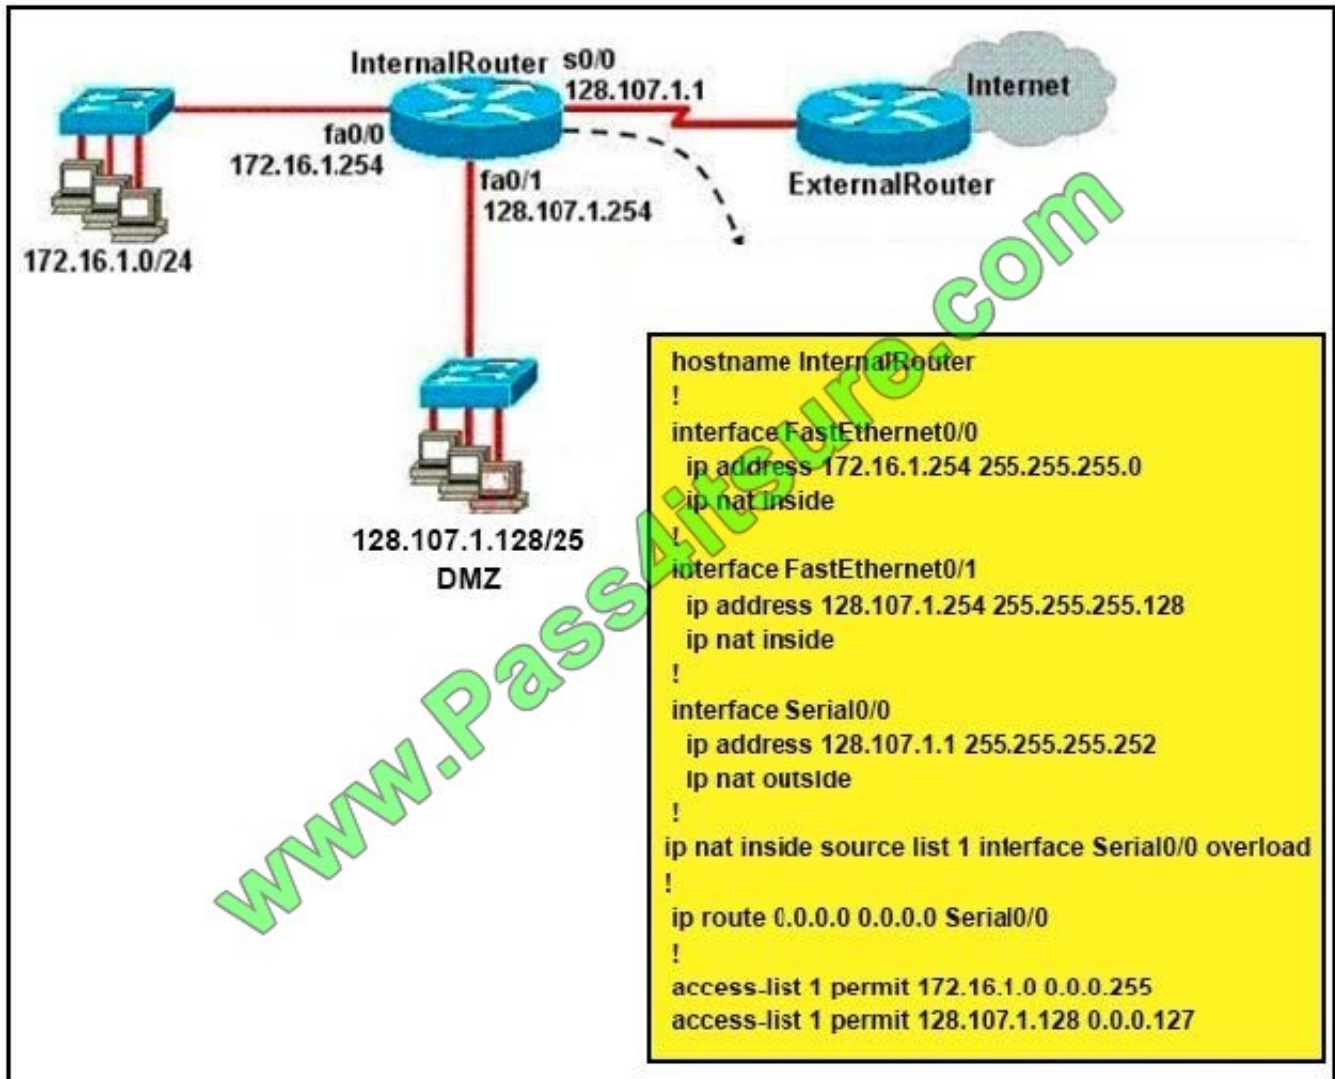 InternalRouter
s0/0
128.107.1.1
Internet
fa0/0
172.16.1.254
fa0/1
128.107.1.254
ExternalRouter
172.16.1.0/24
128.107.1.128/25
DMZ
hostname InternalRouter
!
interface FastEthernet0/0
ip address 172.16.1.254 255.255.255.0
ip nat inside
!
interface FastEthernet0/1
ip address 128.107.1.254 255.255.255.128
ip nat inside
!
interface Serial0/0
ip address 128.107.1.1 255.255.255.252
ip nat outside
!
ip nat inside source list 1 interface Serial0/0 overload
!
ip route 0.0.0.0 0.0.0.0 Serial0/0
!
access-list 1 permit 172.16.1.0 0.0.0.255
access-list 1 permit 128.107.1.128 0.0.0.127
www.Pass4itsure.com